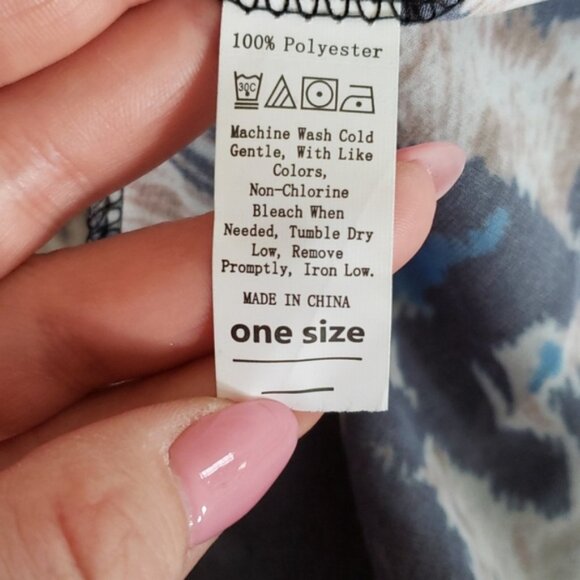 100% Polyester
30C
Machine Wash Cold
Gentle, With Like
Colors,
Non-Chlorine
Bleach When
Needed, Tumble Dry
Low, Remove
Promptly, Iron Low.
MADE IN CHINA
one size